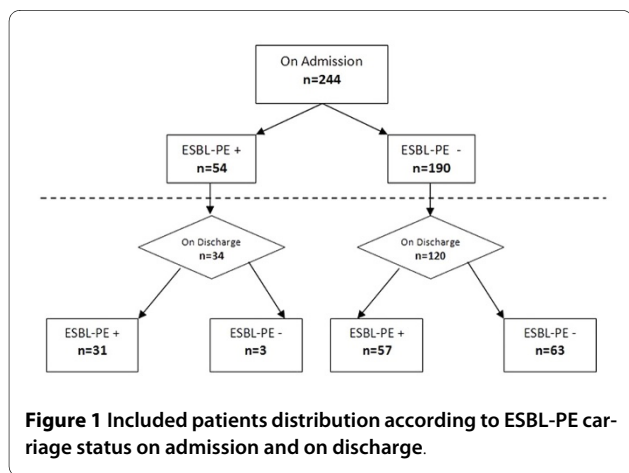 On Admission
n=244
ESBL-PE +
n=54
ESBL-PE -
n=190
On Discharge
n=34
On Discharge
n=120
ESBL-PE +
n=31
ESBL-PE -
n=3
ESBL-PE +
n=57
ESBL-PE -
n=63
Figure 1 Included patients distribution according to ESBL-PE car-
riage status on admission and on discharge.